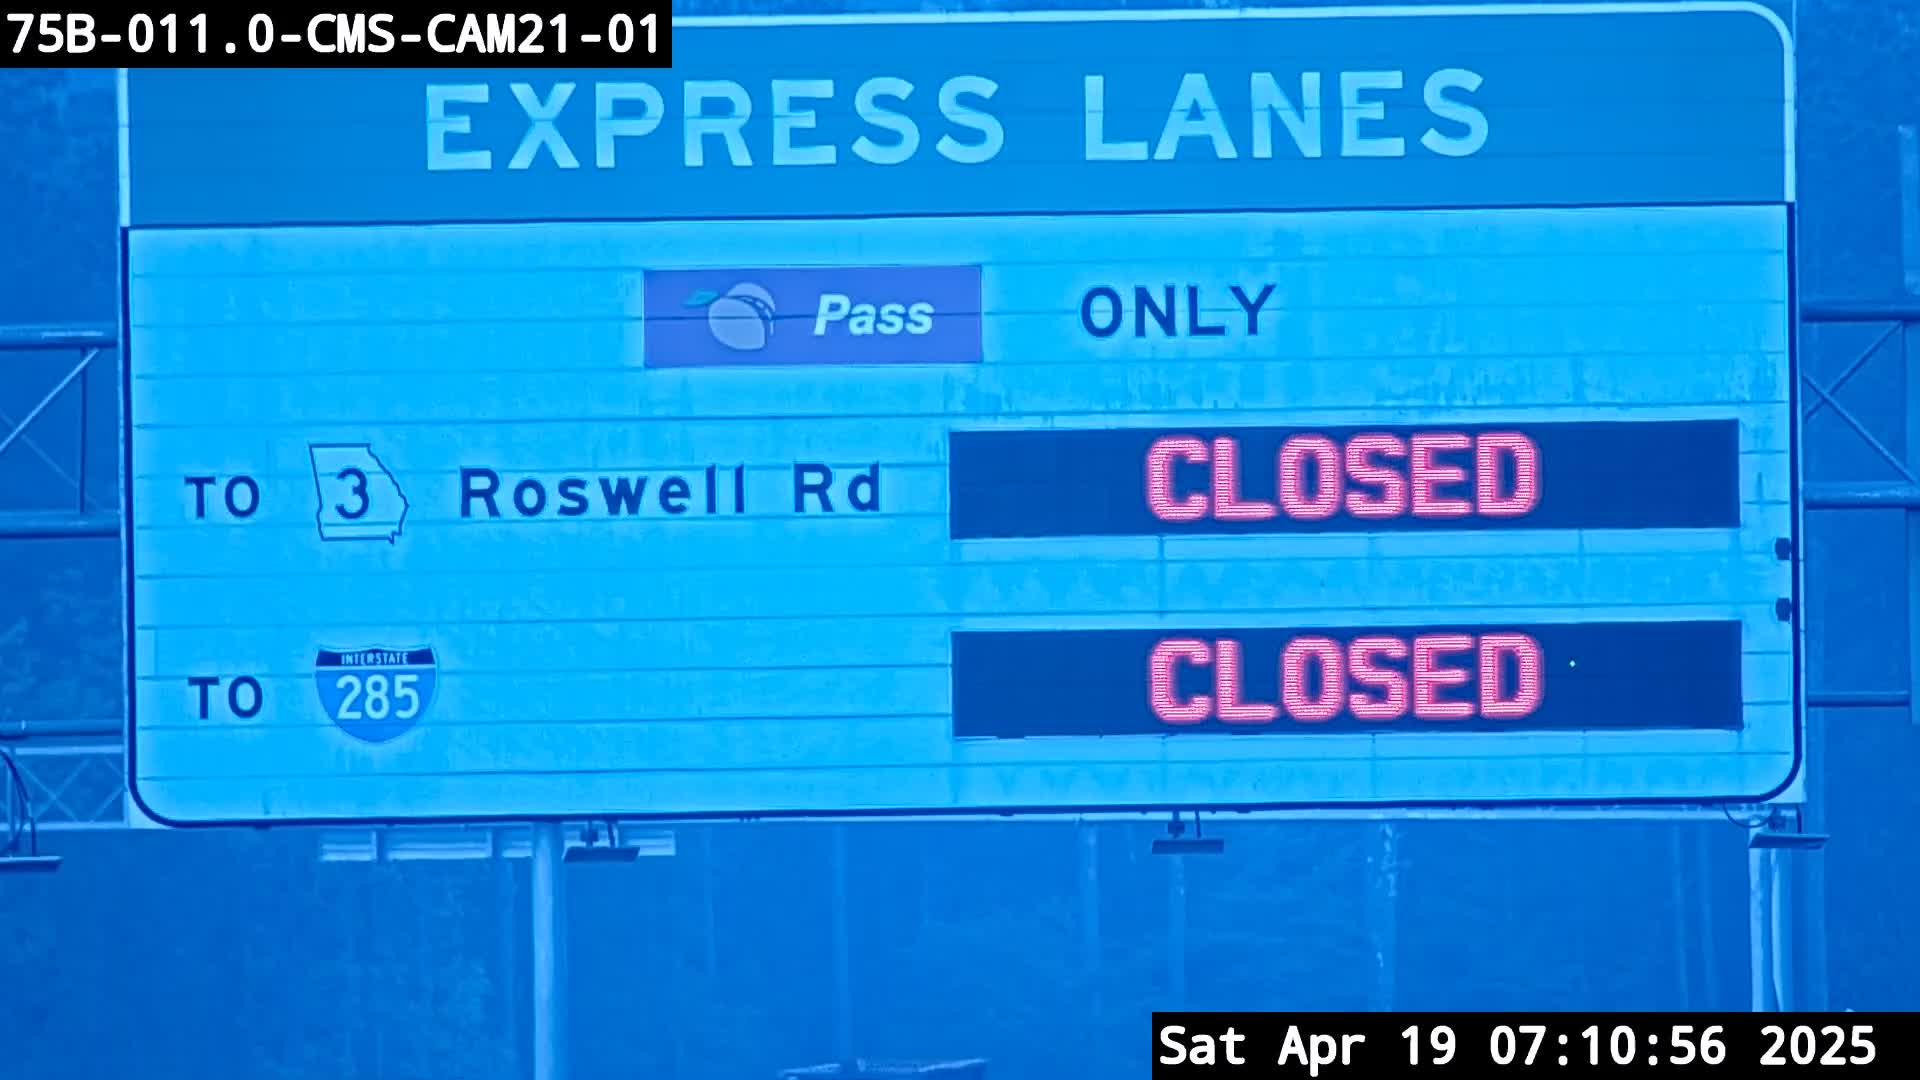 75B-011.0-CMS-CAM21-01
EXPRESS LANES
Pass ONLY
TO 3 Roswell Rd CLOSED
INTERSTATE
TO 285 CLOSED
Sat Apr 19 07:10:56 2025